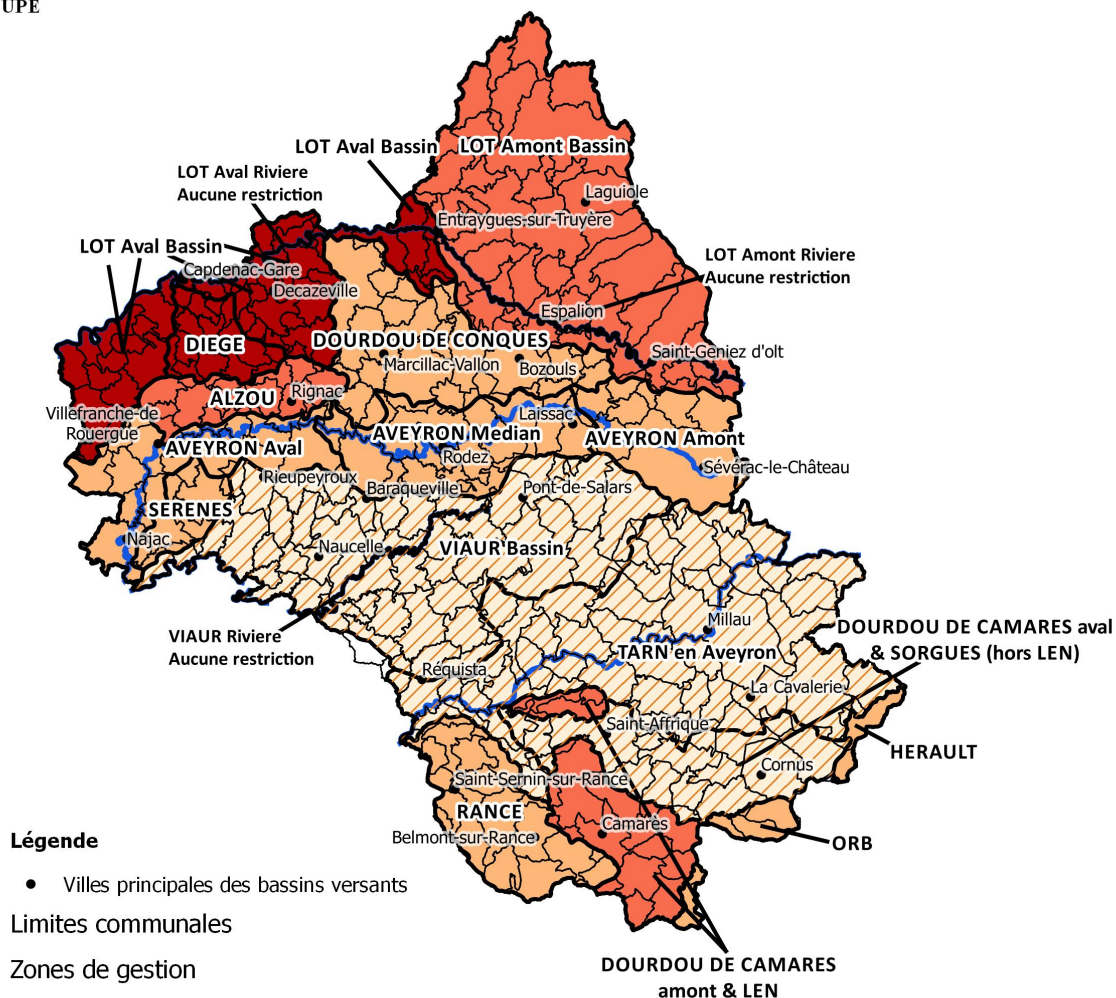 UPE
LOT Aval Bassin
LOT Amont Bassin
LOT Aval Riviere
Aucune restriction
Laguiole
Entraygues-sur-Truyère
LOT Aval Bassin
LOT Amont Riviere
Aucune restriction
Capdenac-Gare
Decazeville
Espalion
DIEGE
DOURDOU DE CONQUES
Saint-Geniez d'olt
Marcillac-Vallon
Bozouls
ALZOU
Rignac
Villefranche-de
Rouergue
Laissac
AVEYRON Median
AVEYRON Amont
AVEYRON Aval
Rodez
Sévérac-le-Château
Rieupeyroux
Baraqueville
Pont-de-Salars
SERENES
Najac
Naucelle
VIAUR Bassin
Millau
VIAUR Riviere
Aucune restriction
DOURDOU DE CAMARES aval
& SORGUES (hors LEN)
TARN en Aveyron
Réquista
La Cavalerie
Saint-Affrique
HERAULT
Cornus
Saint-Sernin-sur-Rance
RANCE
Camarès
Belmont-sur-Rance
ORB
Légende
Villes principales des bassins versants
Limites communales
Zones de gestion
DOURDOU DE CAMARES
amont & LEN